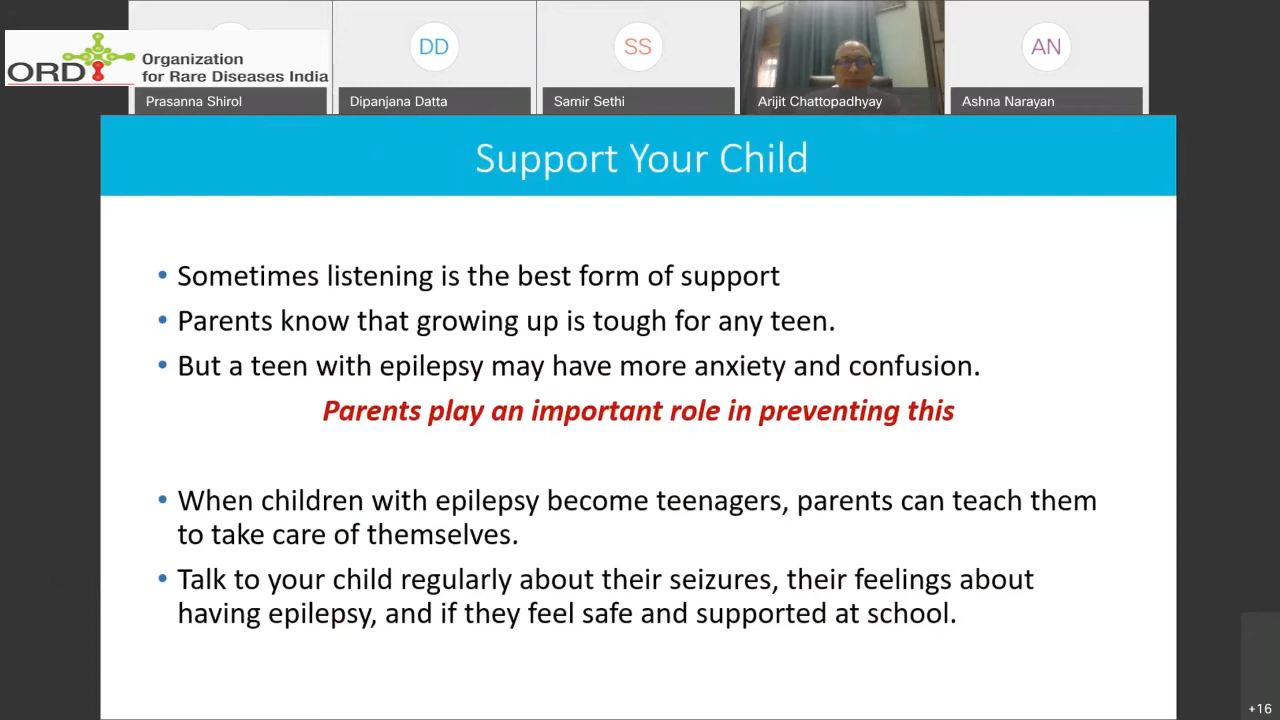 ORD
Organization
for Rare Diseases India
DD
SS
AN
Prasanna Shirol
Dipanjana Datta
Samir Sethi
Arijit Chattopadhyay
Ashna Narayan
Support Your Child
• Sometimes listening is the best form of support
• Parents know that growing up is tough for any teen.
• But a teen with epilepsy may have more anxiety and confusion.
Parents play an important role in preventing this
• When children with epilepsy become teenagers, parents can teach them
to take care of themselves.
• Talk to your child regularly about their seizures, their feelings about
having epilepsy, and if they feel safe and supported at school.
+16